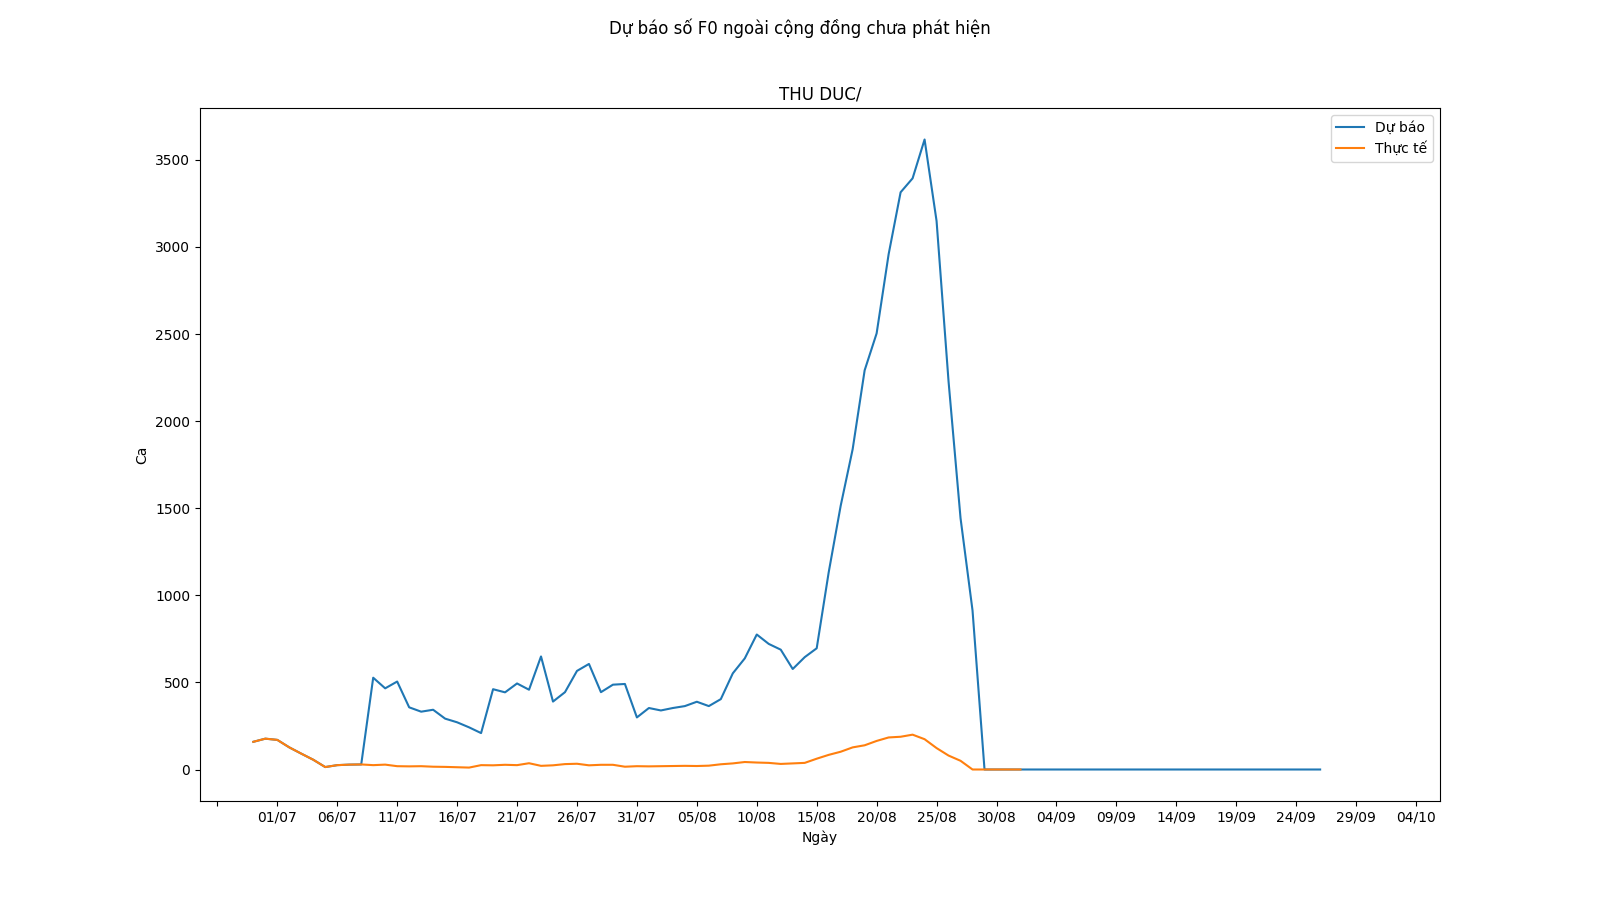 Dự báo số F0 ngoài cộng đồng chưa phát hiện
THU DUC/
Dự báo
Thực tế
3500
3000
2500
2000
1500
1000
500
0
Ca
01/07 06/07 11/07 16/07 21/07 26/07 31/07 05/08 10/08 15/08 20/08 25/08 30/08 04/09 09/09 14/09 19/09 24/09 29/09 04/10
Ngày